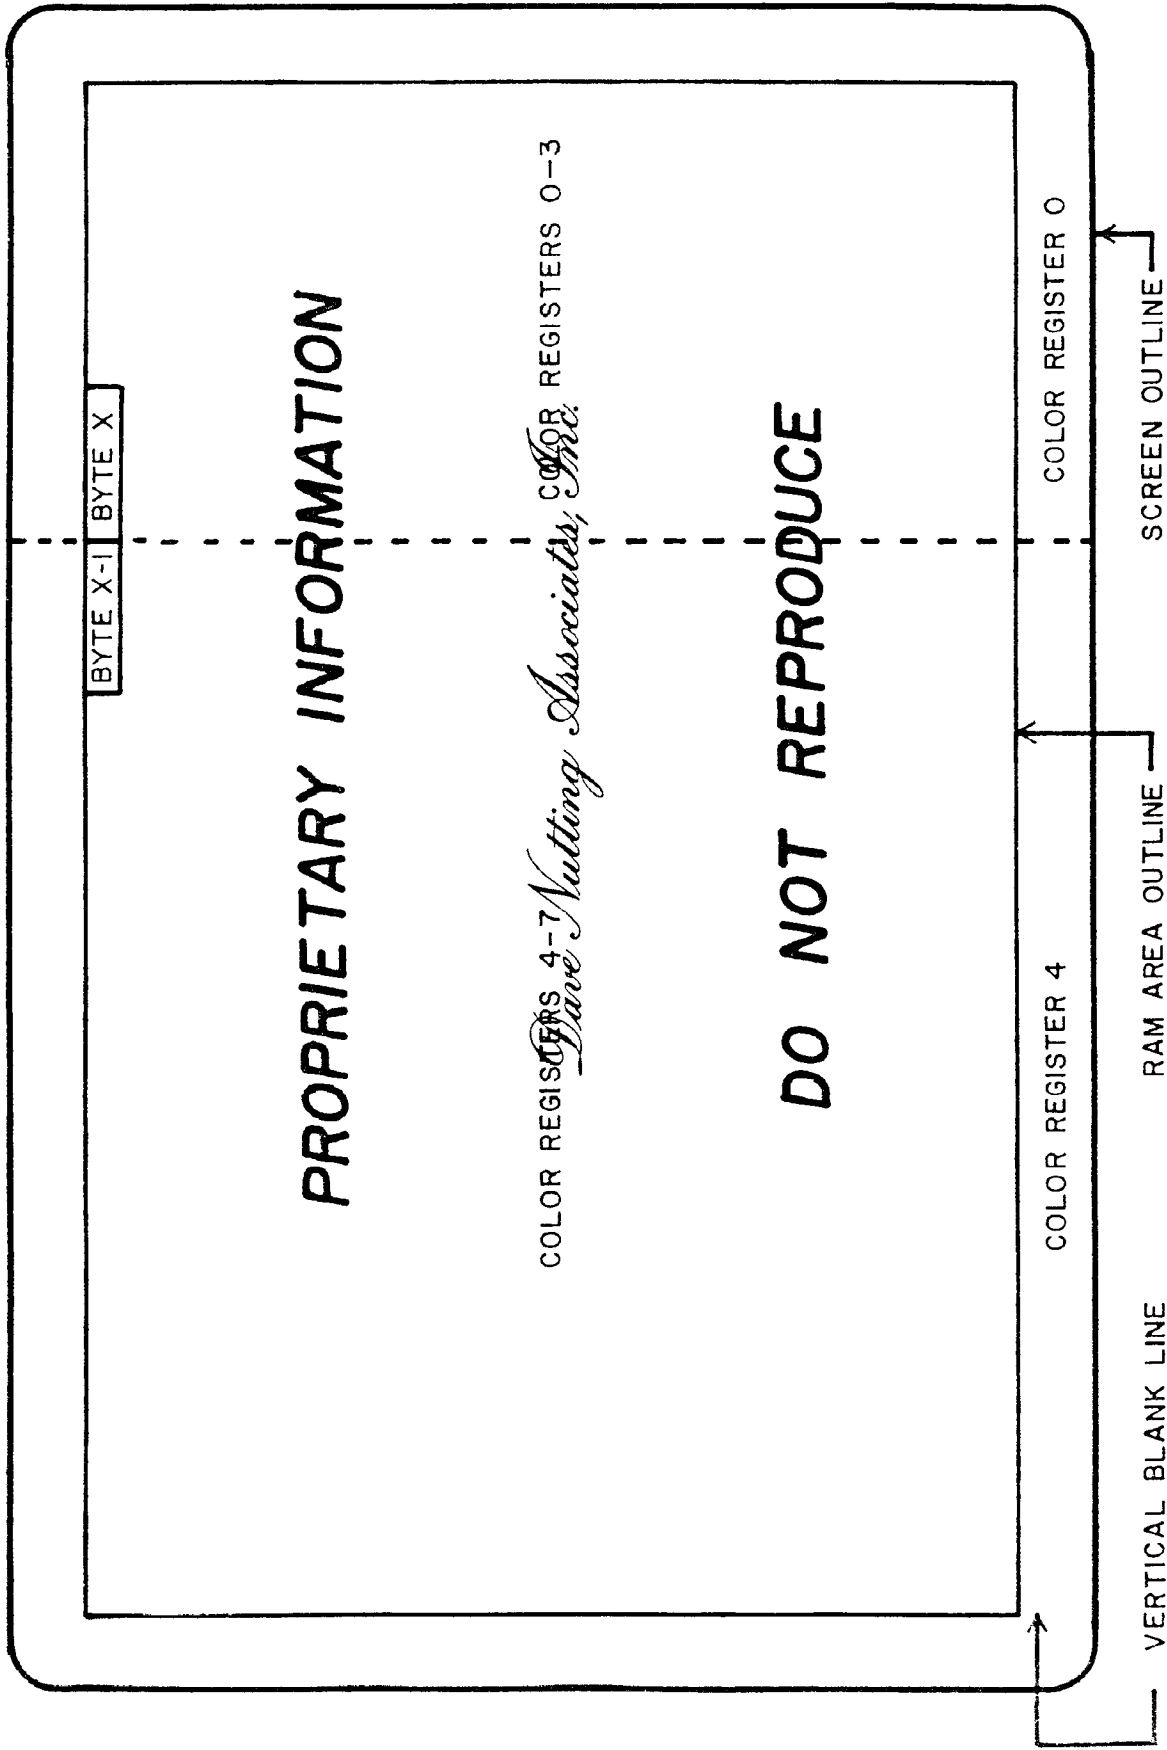 BYTE X-1 BYTE X
PROPRIETARY INFORMATION
COLOR REGISTERS 4-7 COLOR REGISTERS 0-3
Dave Nutting Associates, Inc.
DO NOT REPRODUCE
COLOR REGISTER 4 COLOR REGISTER 0
VERTICAL BLANK LINE RAM AREA OUTLINE SCREEN OUTLINE